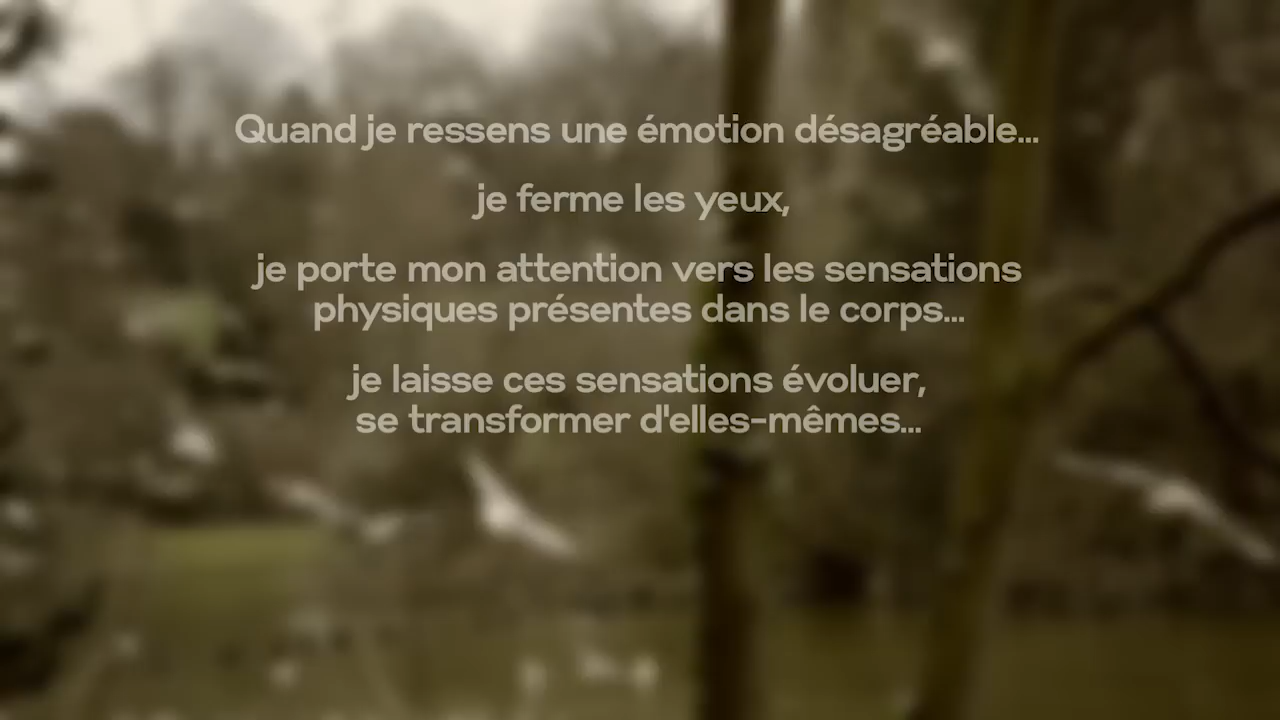 Quand je ressens une émotion désagréable...
je ferme les yeux,
je porte mon attention vers les sensations
physiques présentes dans le corps...
je laisse ces sensations évoluer,
se transformer d'elles-mêmes...